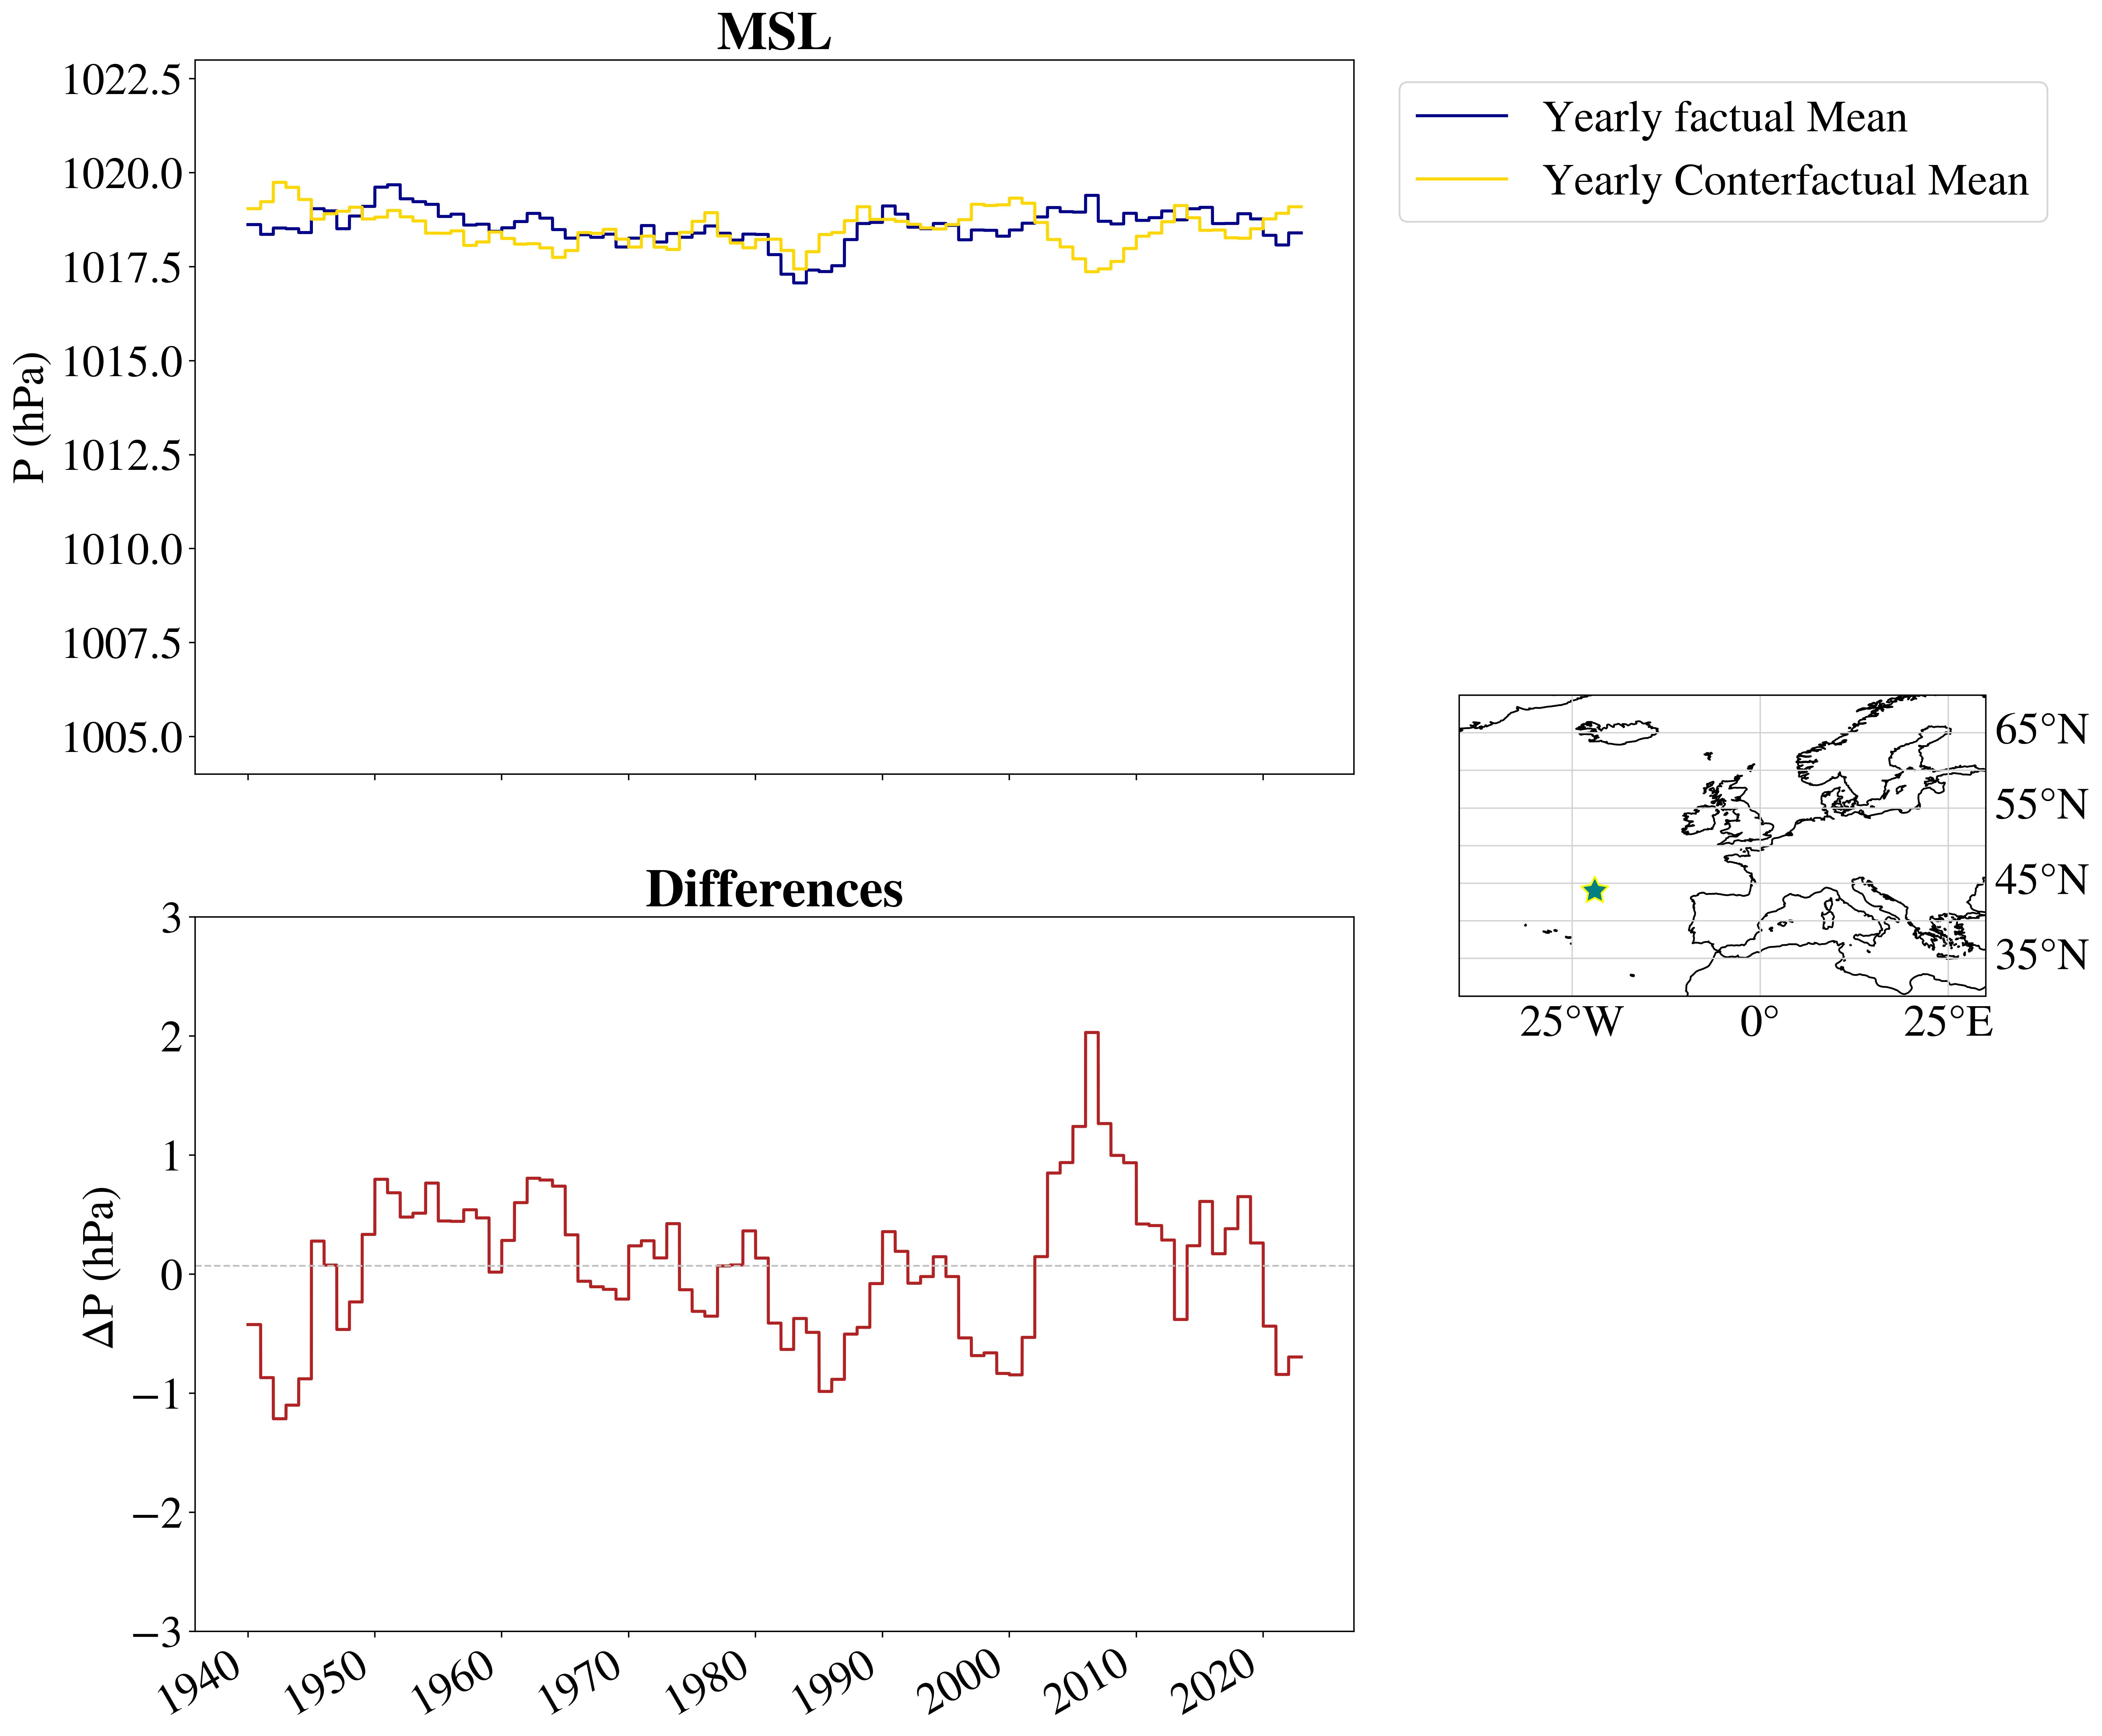 MSL
1022.5
1020.0
1017.5
1015.0
1012.5
1010.0
1007.5
1005.0
P (hPa)
Yearly factual Mean
Yearly Conterfactual Mean
65°N
55°N
45°N
35°N
25°W 0° 25°E
Differences
3
2
1
0
−1
−2
−3
ΔP (hPa)
1940 1950 1960 1970 1980 1990 2000 2010 2020